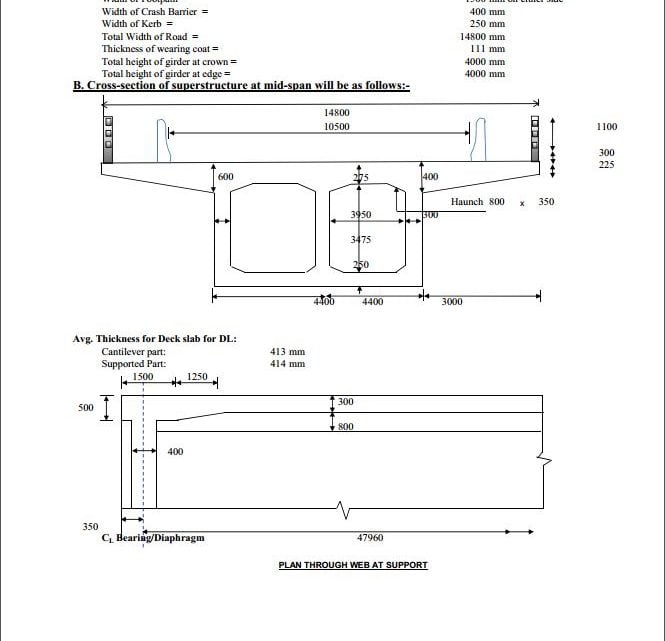 Width of Crash Barrier = 400 mm
Width of Kerb = 250 mm
Total Width of Road = 14800 mm
Thickness of wearing coat = 111 mm
Total height of girder at crown = 4000 mm
Total height of girder at edge = 4000 mm
B. Cross-section of superstructure at mid-span will be as follows:-
14800
10500
1100
300
225
600
275
400
Haunch 800 x 350
3950
300
3475
250
4400
4400
3000
Avg. Thickness for Deck slab for DL:
Cantilever part: 413 mm
Supported Part: 414 mm
1500
1250
500
300
800
400
350
CL Bearing/Diaphragm
47960
PLAN THROUGH WEB AT SUPPORT